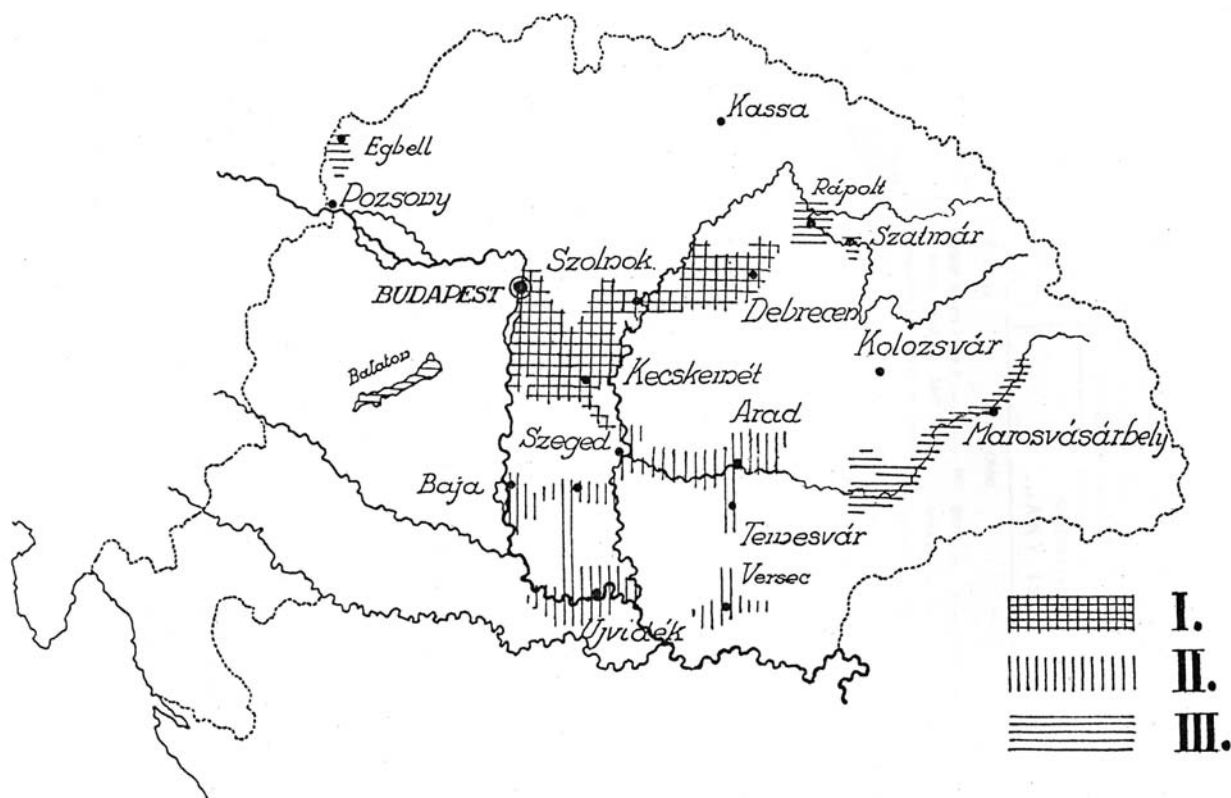 Kassa
Egbell
Pozsony
Rápolt
Szatmár
Szolnok.
BUDAPEST
Debrecen
Balaton
Kolozsvár
Kecskemét
Arad
Marosvásárhely
Szeged
Baja
Temesvár
Versec
Ujvidék
I.
II.
III.